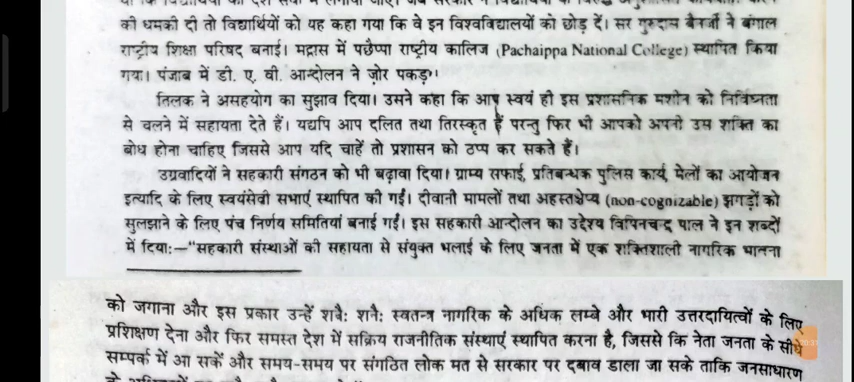 की धमकी दी तो विद्यार्थियों को यह कहा गया कि वे इन विश्वविद्यालयों को छोड़ दें। सर गुरुदास बैनर्जी ने बंगाल
राष्ट्रीय शिक्षा परिषद बनाई। मद्रास में पछैप्पा राष्ट्रीय कालिज (Pachaippa National College) स्थापित किया
गया। पंजाब में डी. ए. वी. आन्दोलन ने ज़ोर पकड़ा।
तिलक ने असहयोग का सुझाव दिया। उसने कहा कि आप स्वयं ही इस प्रशासनिक मशीन को निर्विघ्नता
से चलने में सहायता देते हैं। यद्यपि आप दलित तथा तिरस्कृत हैं परन्तु फिर भी आपको अपनी उस शक्ति का
बोध होना चाहिए जिससे आप यदि चाहें तो प्रशासन को ठप्प कर सकते हैं।
उग्रवादियों ने सहकारी संगठन को भी बढ़ावा दिया। ग्राम्य सफाई, प्रतिबन्धक पुलिस कार्य, मेलों का आयोजन
इत्यादि के लिए स्वयंसेवी सभाएं स्थापित की गईं। दीवानी मामलों तथा अहस्तक्षेप्य (non-cognizable) झगड़ों को
सुलझाने के लिए पंच निर्णय समितियां बनाई गईं। इस सहकारी आन्दोलन का उद्देश्य विपिनचन्द्र पाल ने इन शब्दों
में दिया:—"सहकारी संस्थाओं की सहायता से संयुक्त भलाई के लिए जनता में एक शक्तिशाली नागरिक भावना
को जगाना और इस प्रकार उन्हें शनै: शनै: स्वतन्त्र नागरिक के अधिक लम्बे और भारी उत्तरदायित्वों के लिए
प्रशिक्षण देना और फिर समस्त देश में सक्रिय राजनीतिक संस्थाएं स्थापित करना है, जिससे कि नेता जनता के सीधे
सम्पर्क में आ सकें और समय-समय पर संगठित लोक मत से सरकार पर दबाव डाला जा सके ताकि जनसाधारण